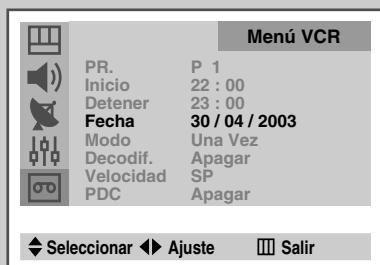 Menú VCR
PR. P 1
Inicio 22 : 00
Detener 23 : 00
Fecha 30 / 04 / 2003
Modo Una Vez
Decodif. Apagar
Velocidad SP
PDC Apagar
Seleccionar Ajuste Salir